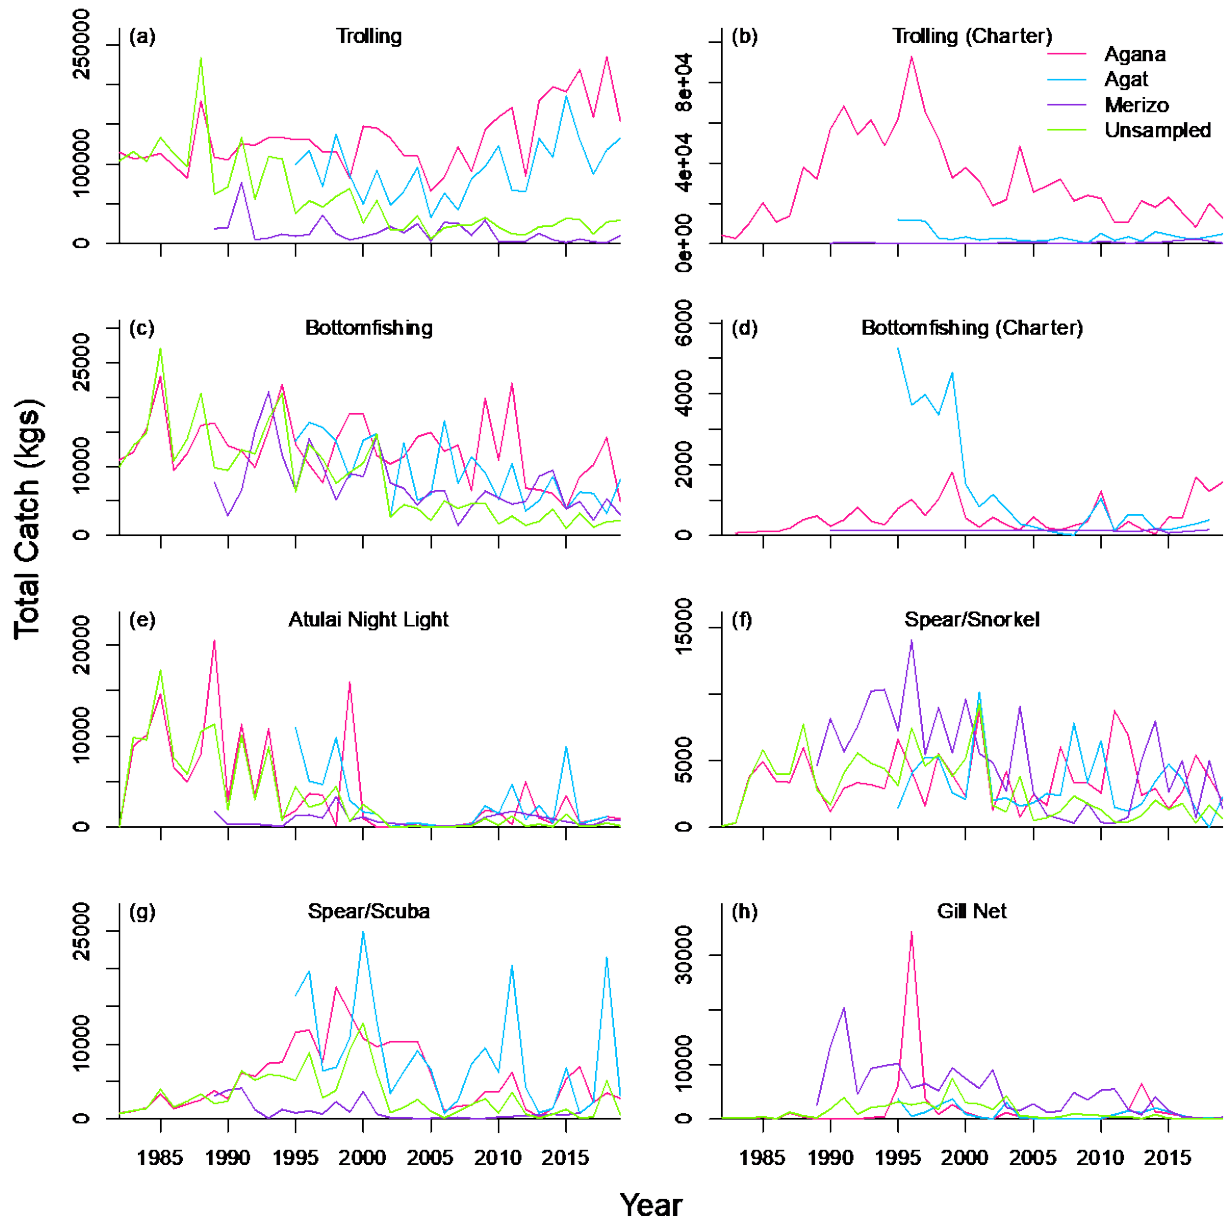 (a) Trolling
250000
100000
0
(b) Trolling (Charter)
Agana
Agat
Merizo
Unsampled
8e+04
4e+04
0e+00
(c) Bottomfishing
25000
10000
0
(d) Bottomfishing (Charter)
6000
4000
2000
0
(e) Atulai Night Light
20000
10000
0
(f) Spear/Snorkel
15000
5000
0
(g) Spear/Scuba
25000
10000
0
1985 1990 1995 2000 2005 2010 2015
(h) Gill Net
30000
10000
0
1985 1990 1995 2000 2005 2010 2015
Total Catch (kgs)
Year